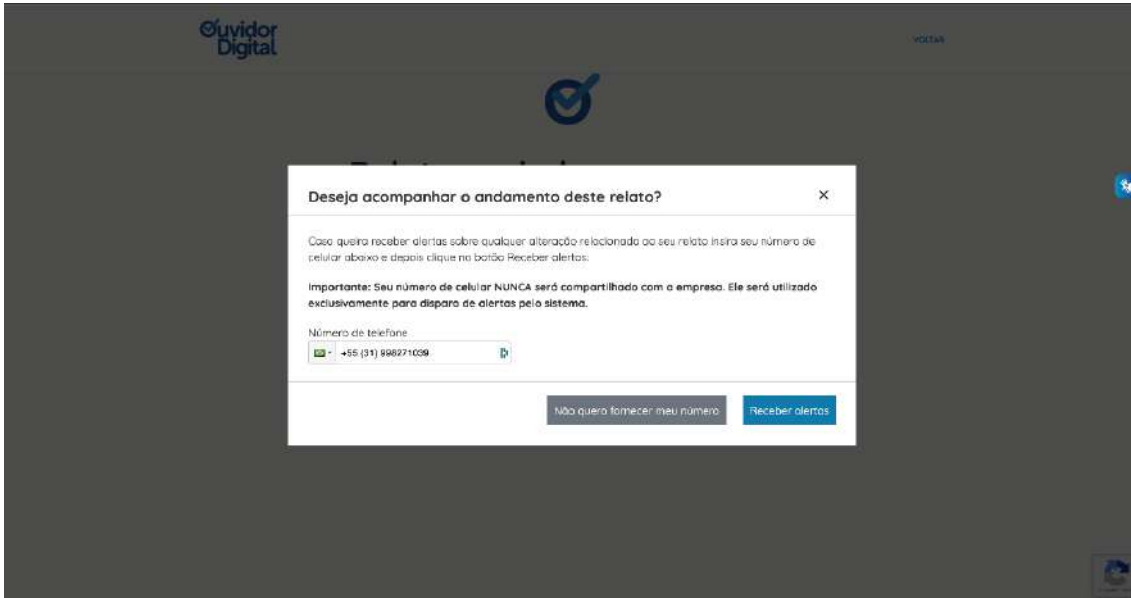 Ouvidor
Digital
VOLTAR
Deseja acompanhar o andamento deste relato?
×
Caso queira receber alertas sobre qualquer alteração relacionada ao seu relato insira seu número de
celular abaixo e depois clique no botão Receber alertas.
Importante: Seu número de celular NUNCA será compartilhado com a empresa. Ele será utilizado
exclusivamente para disparo de alertas pelo sistema.
Número de telefone
+55 (31) 998271039
Não quero fornecer meu número
Receber alertas